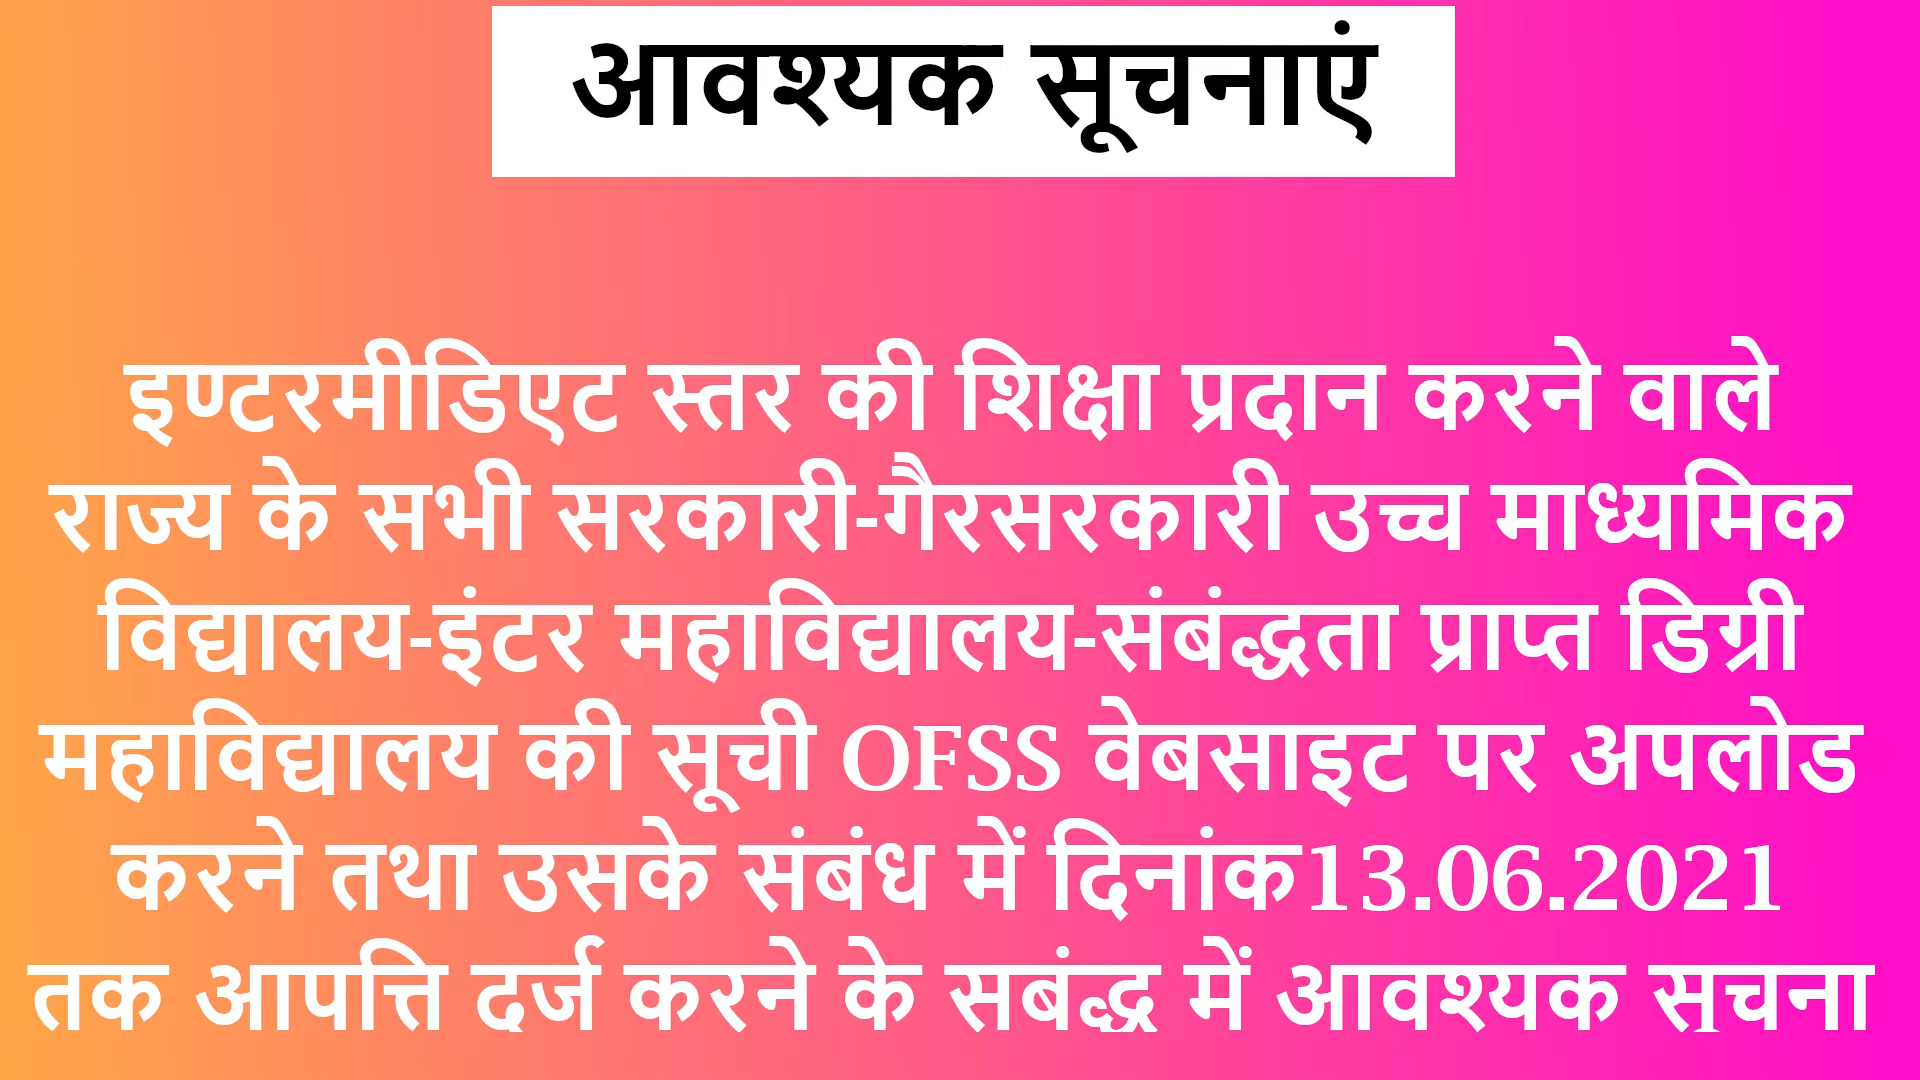 आवश्यक सूचनाएं
इण्टरमीडिएट स्तर की शिक्षा प्रदान करने वाले
राज्य के सभी सरकारी-गैरसरकारी उच्च माध्यमिक
विद्यालय-इंटर महाविद्यालय-संबंद्धता प्राप्त डिग्री
महाविद्यालय की सूची OFSS वेबसाइट पर अपलोड
करने तथा उसके संबंध में दिनांक13.06.2021
तक आपत्ति दर्ज करने के सबंद्ध में आवश्यक सूचना